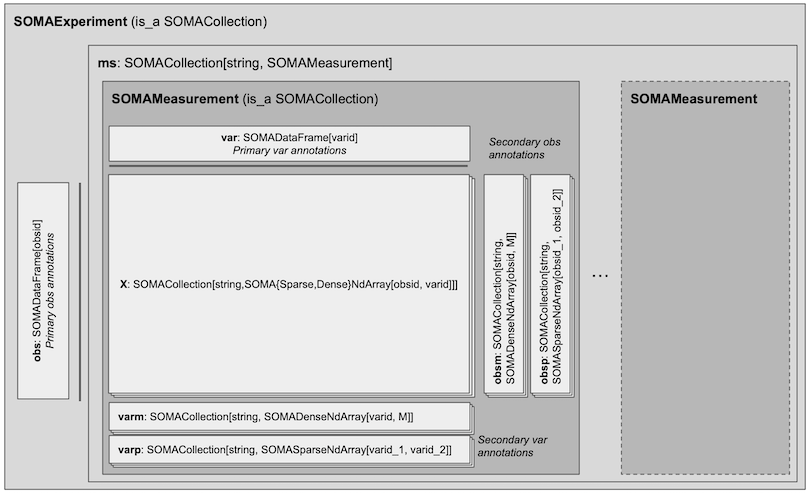 SOMAExperiment (is_a SOMACollection)
ms: SOMACollection[string, SOMAMeasurement]
SOMAMeasurement (is_a SOMACollection)
SOMAMeasurement
var: SOMADataFrame[varid]
Primary var annotations
Secondary obs
annotations
obs: SOMADataFrame[obsid]
Primary obs annotations
X: SOMACollection[string,SOMA{Sparse,Dense}NdArray[obsid, varid]]]
obsm: SOMACollection[string,
SOMADenseNdArray[obsid, M]]
obsp: SOMACollection[string,
SOMASparseNdArray[obsid_1, obsid_2]]
...
varm: SOMACollection[string, SOMADenseNdArray[varid, M]]
varp: SOMACollection[string, SOMASparseNdArray[varid_1, varid_2]]
Secondary var
annotations